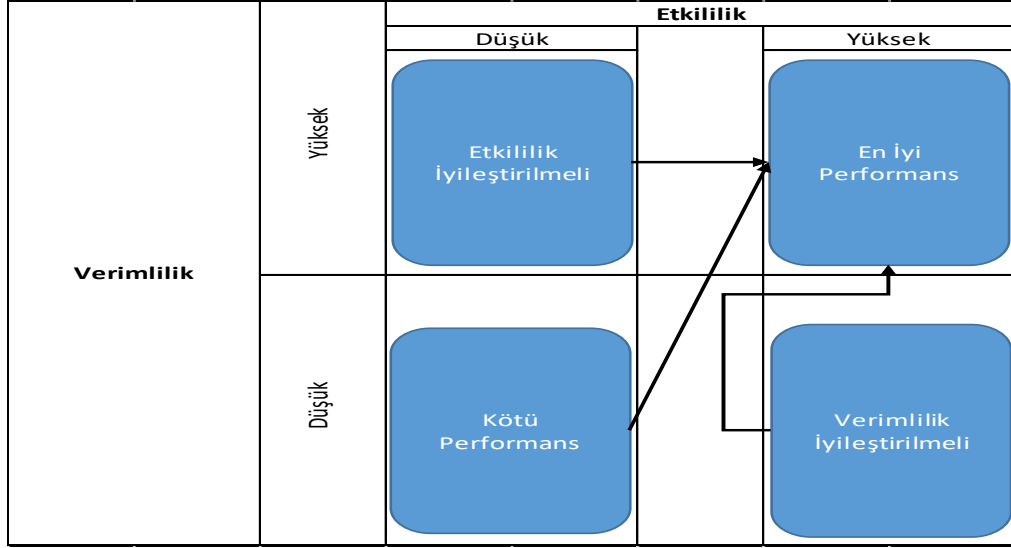 Etkililik
Düşük
Yüksek
Verimlilik
Yüksek
Etkililik
İyileştirilmeli
En İyi
Performans
Düşük
Kötü
Performans
Verimlilik
İyileştirilmeli